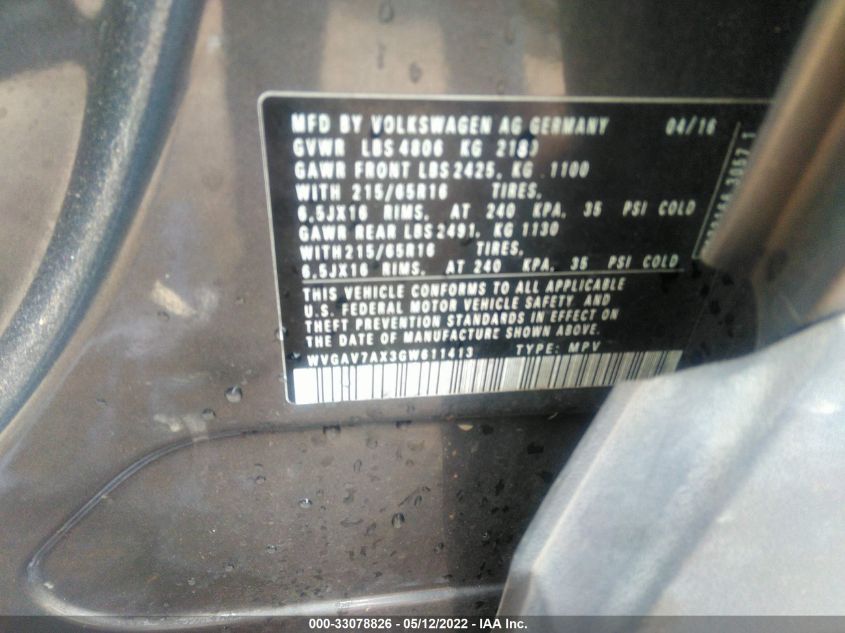 MFD BY VOLKSWAGEN AG GERMANY 04/16
GVWR LBS 4806 KG 2183
GAWR FRONT LBS 2425, KG 1100
WITH 215/65R16 TIRES,
6.5JX16 RIMS, AT 240 KPA, 35 PSI COLD
GAWR REAR LBS 2491, KG 1130
WITH 215/65R16 TIRES,
6.5JX16 RIMS, AT 240 KPA, 35 PSI COLD
THIS VEHICLE CONFORMS TO ALL APPLICABLE
U.S. FEDERAL MOTOR VEHICLE SAFETY AND
THEFT PREVENTION STANDARDS IN EFFECT ON
THE DATE OF MANUFACTURE SHOWN ABOVE.
WVGAV7AX3GW611413 TYPE: MPV
000-33078826 - 05/12/2022 - IAA Inc.